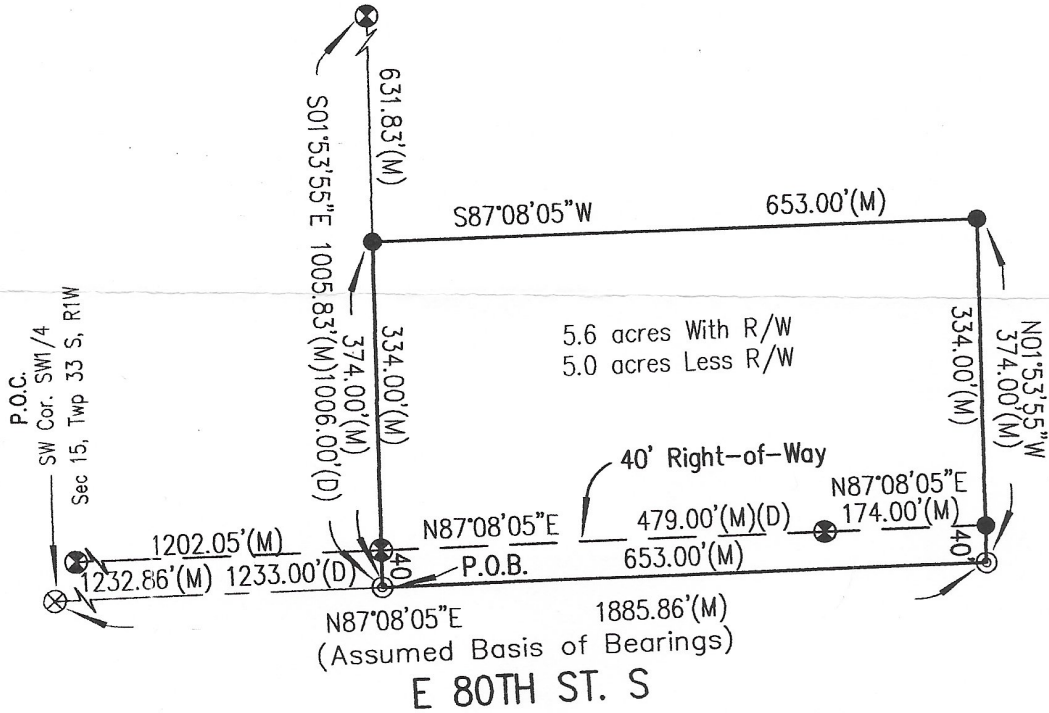 631.83'(M)
S01°53'55"E 1005.83'(M)1006.00'(D)
S87°08'05"W
653.00'(M)
374.00'(M)
334.00'(M)
5.6 acres With R/W
5.0 acres Less R/W
334.00'(M)
374.00'(M)
N01°53'55"W
P.O.C.
SW Cor. SW1/4
Sec 15, Twp 33 S, R1W
40' Right-of-Way
N87°08'05"E
N87°08'05"E
479.00'(M)(D)
174.00'(M)
1202.05'(M)
653.00'(M)
40'
40'
P.O.B.
1232.86'(M)
1233.00'(D)
N87°08'05"E
1885.86'(M)
(Assumed Basis of Bearings)
E 80TH ST. S